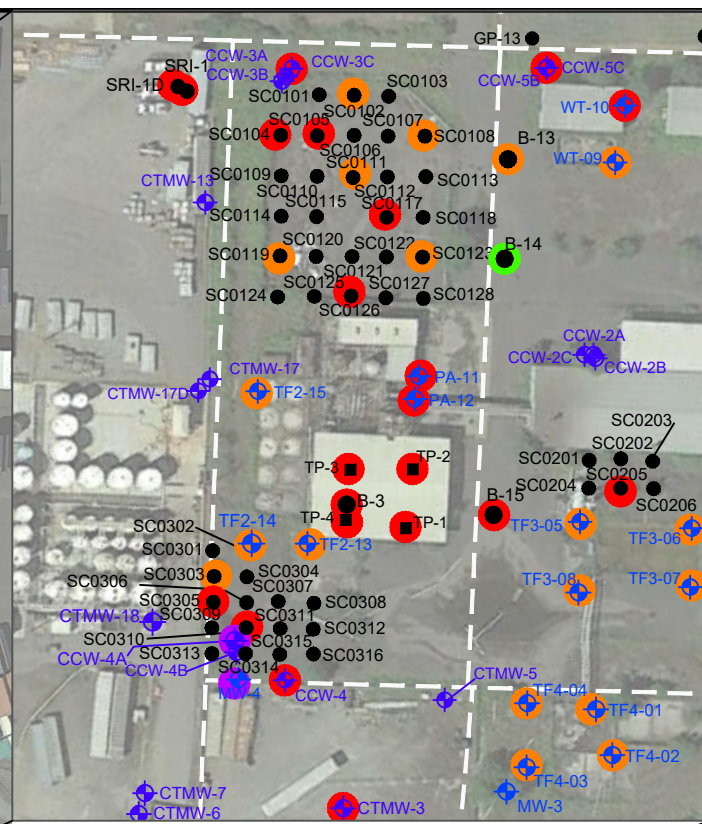 GP-13
CCW-3A
CCW-3C
CCW-3B
SRI-1
SRI-1D
CCW-5C
CCW-5B
SC0101
SC0102
SC0103
WT-10
SC0104
SC0105
SC0106
SC0107
SC0108
B-13
WT-09
SC0109
SC0110
SC0111
SC0112
SC0113
CTMW-13
SC0114
SC0115
SC0117
SC0118
SC0119
SC0120
SC0121
SC0122
SC0123
B-14
SC0124
SC0125
SC0126
SC0127
SC0128
CCW-2A
CCW-2C
CCW-2B
CTMW-17
CTMW-17D
TF2-15
PA-11
PA-12
SC0203
SC0202
SC0201
SC0205
SC0204
SC0206
TP-3
TP-2
B-3
TP-4
TP-1
B-15
TF3-05
TF3-06
TF2-14
SC0302
TF2-13
SC0301
SC0303
SC0304
SC0306
SC0307
TF3-08
TF3-07
SC0305
SC0308
CTMW-18
SC0309
SC0311
SC0312
SC0310
SC0315
CCW-4A
SC0313
SC0316
CCW-4B
SC0314
MW-4
CCW-4
CTMW-5
TF4-04
TF4-01
TF4-02
TF4-03
MW-3
CTMW-7
CTMW-6
CTMW-3